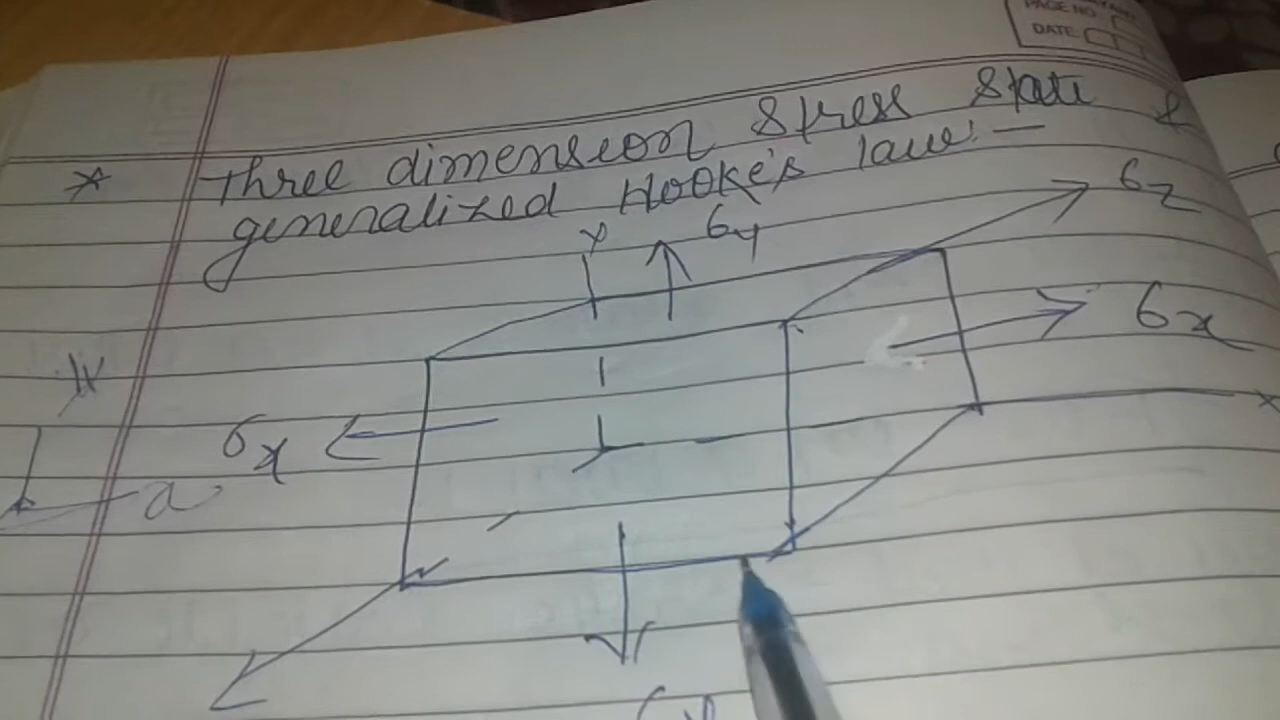 PAGE NO
DATE
* Three dimension Stress State &
generalized Hooke's law:-
σz
Y
σy
σx
σx
x